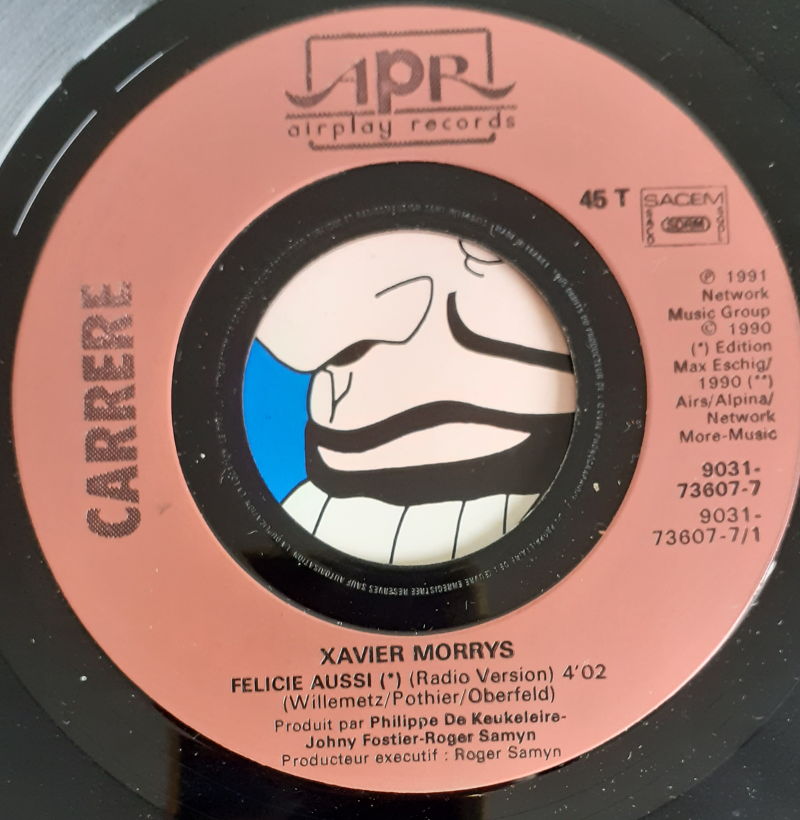 APR
airplay records
45 T
SACEM
SDRM
CARRERE
℗ 1991
Network
Music Group
© 1990
(*) Edition
Max Eschig/
1990 (**)
Airs/Alpina/
Network
More-Music
9031-
73607-7
9031-
73607-7/1
XAVIER MORRYS
FELICIE AUSSI (*) (Radio Version) 4'02
(Willemetz/Pothier/Oberfeld)
Produit par Philippe De Keukeleire-
Johny Fostier-Roger Samyn
Producteur executif : Roger Samyn